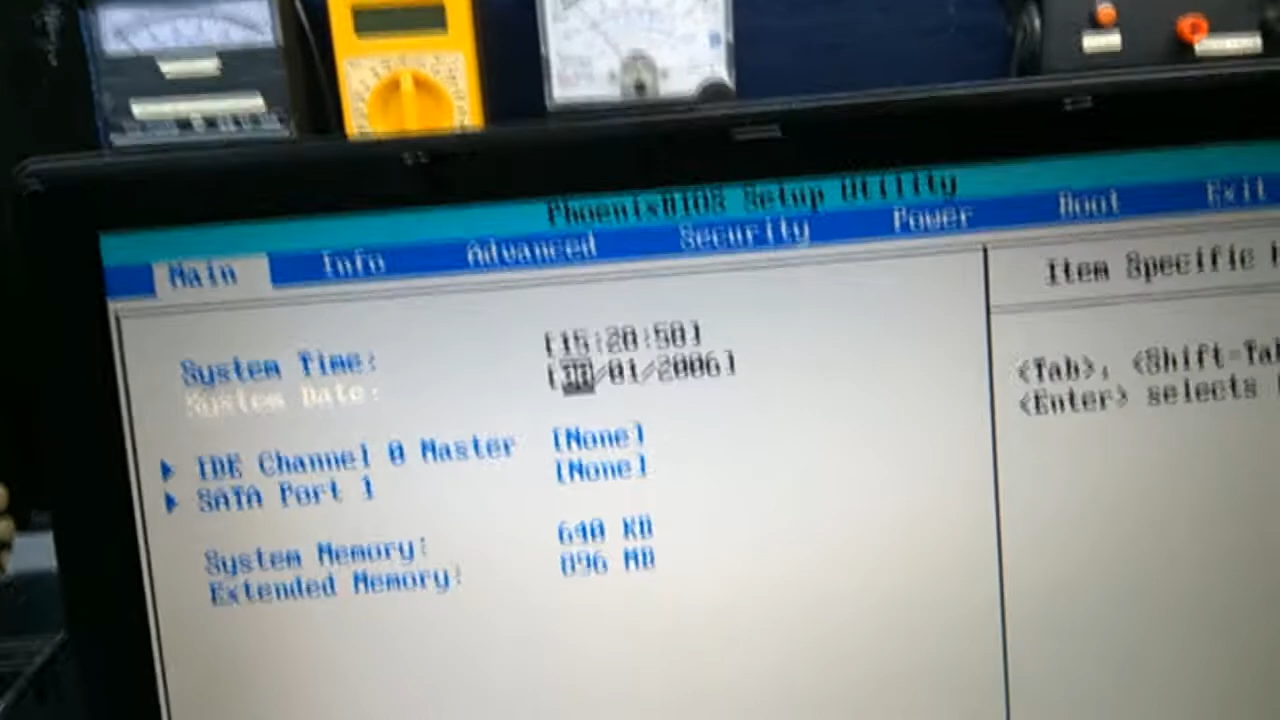 PhoenixBIOS Setup Utility
Main Info Advanced Security Power Boot Exit
System Time: [15:20:50]
System Date: /01/2006]
IDE Channel 0 Master [None]
SATA Port 1 [None]
System Memory: 640 KB
Extended Memory: 896 MB
Item Specific
<Tab>, <Shift-Tab
<Enter> selects